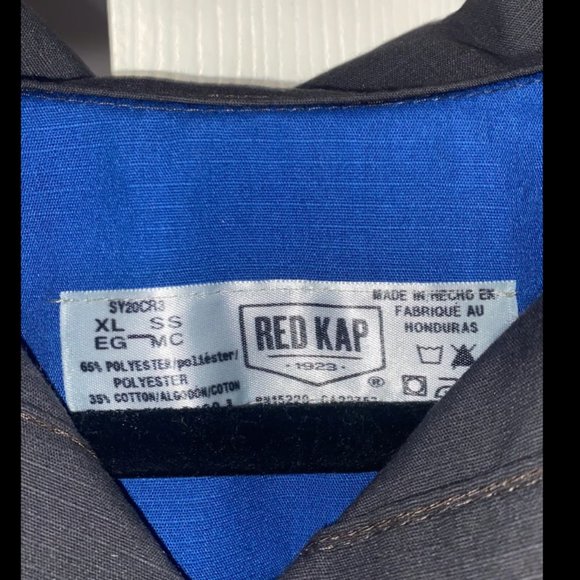 SY20CR3
XL SS
EG MC
65% POLYESTER/poliéster/
POLYESTER
35% COTTON/ALGODÓN/COTON
RED KAP
1923
®
MADE IN/HECHO EN
FABRIQUÉ AU
HONDURAS